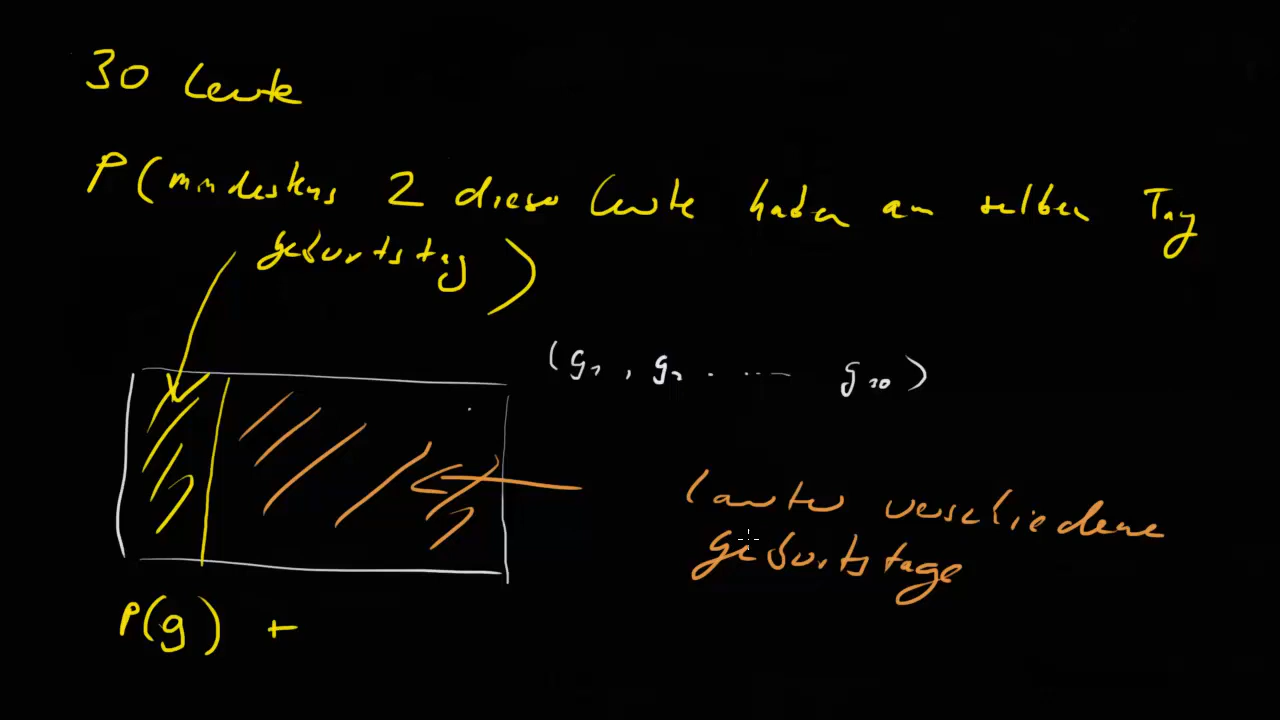 30 Leute
P(mindestens 2 dieser Leute haben am selben Tag
Geburtstag)
(g₁, g₂ . ... g₃₀)
lauter verschiedene
Geburtstage
P(g) +